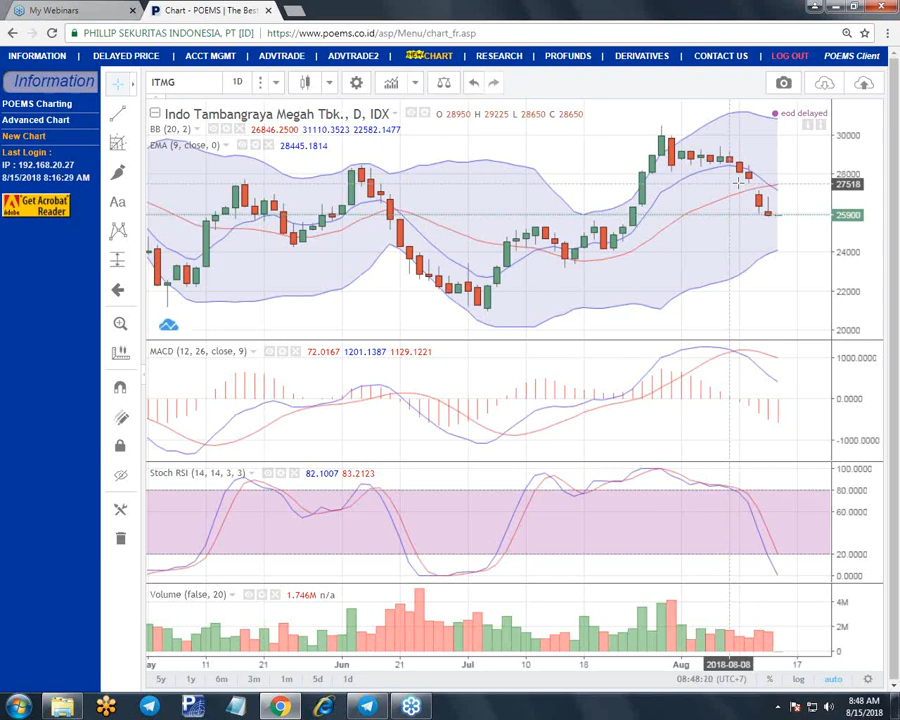 My Webinars
Chart - POEMS | The Bes
PHILLIP SEKURITAS INDONESIA, PT [ID]
https://www.poems.co.id/asp/Menu/chart_fr.asp
INFORMATION DELAYED PRICE ACCT MGMT ADVTRADE ADVTRADE2 NEWCHART RESEARCH PROFUNDS DERIVATIVES CONTACT US LOG OUT POEMS Client
Information
POEMS Charting
Advanced Chart
New Chart
Last Login :
IP : 192.168.20.27
8/15/2018 8:16:29 AM
Get Acrobat
Reader
Adobe
ITMG 1D
Indo Tambangraya Megah Tbk., D, IDX O 28950 H 29225 L 28650 C 28650
eod delayed
BB (20, 2) 26846.2500 31110.3523 22582.1477
EMA (9, close, 0) 28445.1814
30000
28000
27518
25900
24000
22000
20000
MACD (12, 26, close, 9) 72.0167 1201.1387 1129.1221
1000.0000
0.0000
-1000.0000
Stoch RSI (14, 14, 3, 3) 82.1007 83.2123
100.0000
80.0000
60.0000
20.0000
0.0000
Volume (false, 20) 1.746M n/a
4M
2M
0
ay 11 21 Jun 21 Jul 10 18 Aug 2018-08-08 17
5y 1y 6m 3m 1m 5d 1d 08:48:20 (UTC+7) % log auto
8:48 AM
8/15/2018